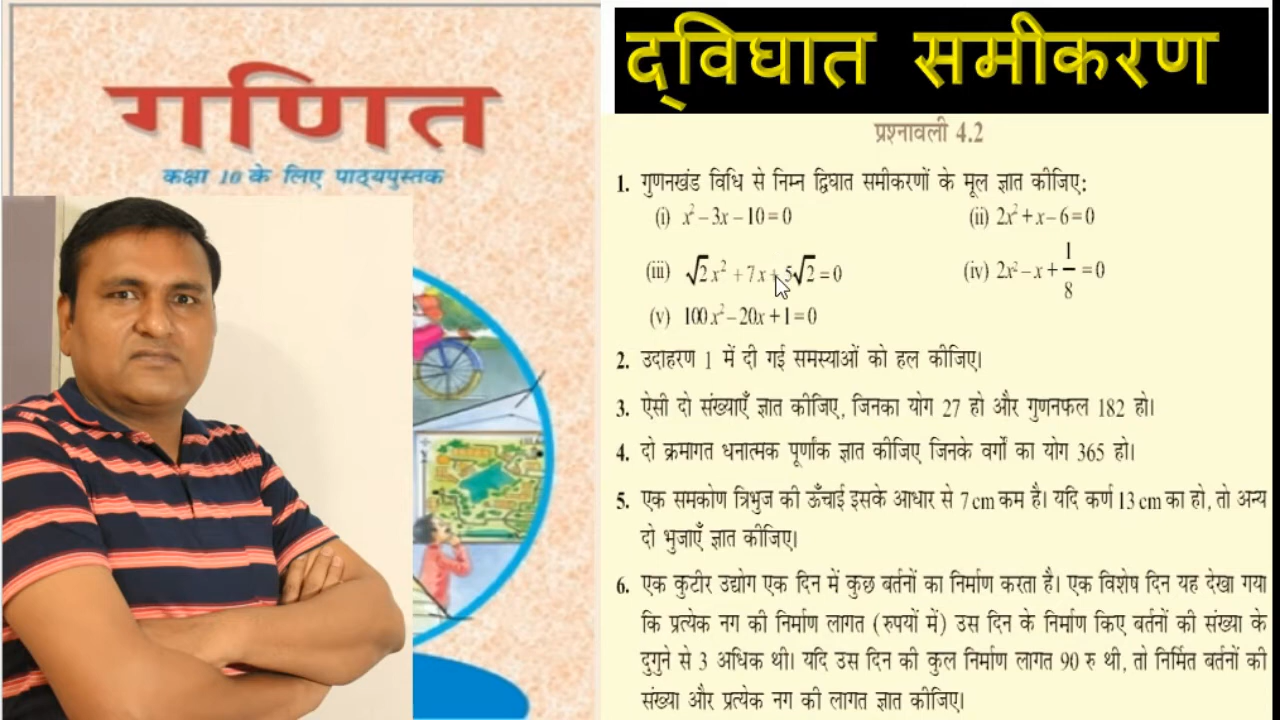 गणित
कक्षा 10 के लिए पाठ्यपुस्तक
द्विघात समीकरण
प्रश्नावली 4.2
1. गुणनखंड विधि से निम्न द्विघात समीकरणों के मूल ज्ञात कीजिए:
(i) x² – 3x – 10 = 0 (ii) 2x² + x – 6 = 0
(iii) √2 x² + 7x + 5√2 = 0 (iv) 2x² – x + 1/8 = 0
(v) 100 x² – 20x + 1 = 0
2. उदाहरण 1 में दी गई समस्याओं को हल कीजिए।
3. ऐसी दो संख्याएँ ज्ञात कीजिए, जिनका योग 27 हो और गुणनफल 182 हो।
4. दो क्रमागत धनात्मक पूर्णांक ज्ञात कीजिए जिनके वर्गों का योग 365 हो।
5. एक समकोण त्रिभुज की ऊँचाई इसके आधार से 7 cm कम है। यदि कर्ण 13 cm का हो, तो अन्य
दो भुजाएँ ज्ञात कीजिए।
6. एक कुटीर उद्योग एक दिन में कुछ बर्तनों का निर्माण करता है। एक विशेष दिन यह देखा गया
कि प्रत्येक नग की निर्माण लागत (रुपयों में) उस दिन के निर्माण किए बर्तनों की संख्या के
दुगुने से 3 अधिक थी। यदि उस दिन की कुल निर्माण लागत 90 रु थी, तो निर्मित बर्तनों की
संख्या और प्रत्येक नग की लागत ज्ञात कीजिए।